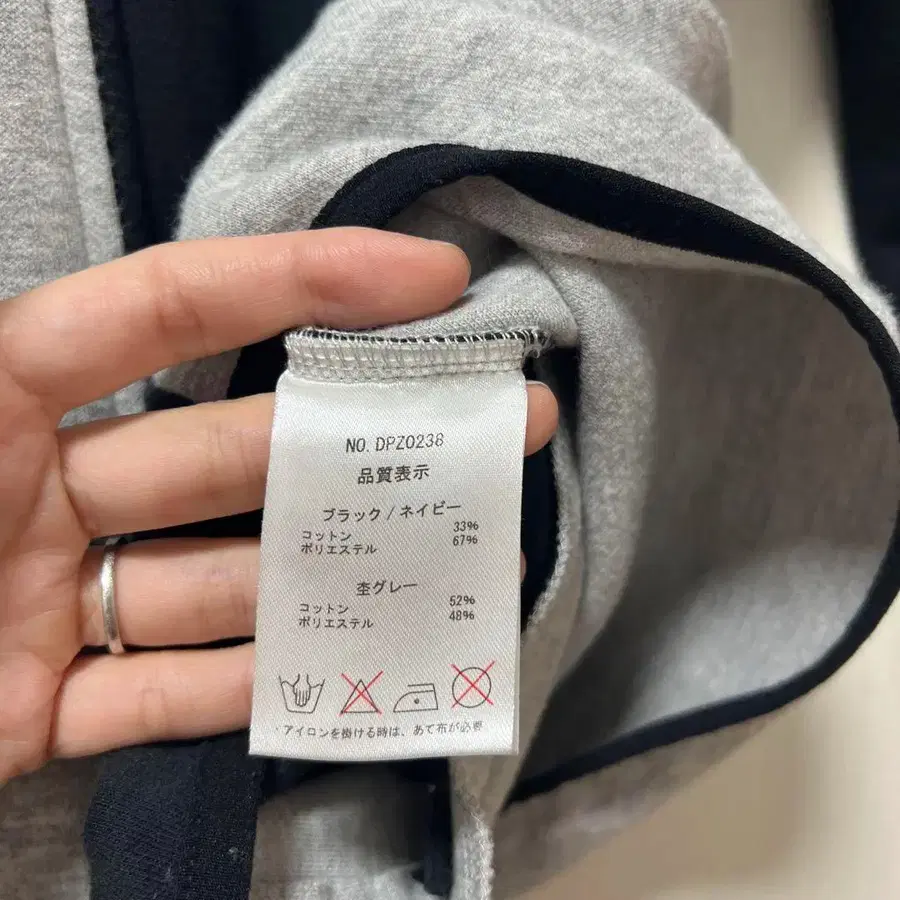 NO. DPZ0238
品質表示
ブラック / ネイビー
コットン 33%
ポリエステル 67%
杢グレー
コットン 52%
ポリエステル 48%
・アイロンを掛ける時は、あて布が必要